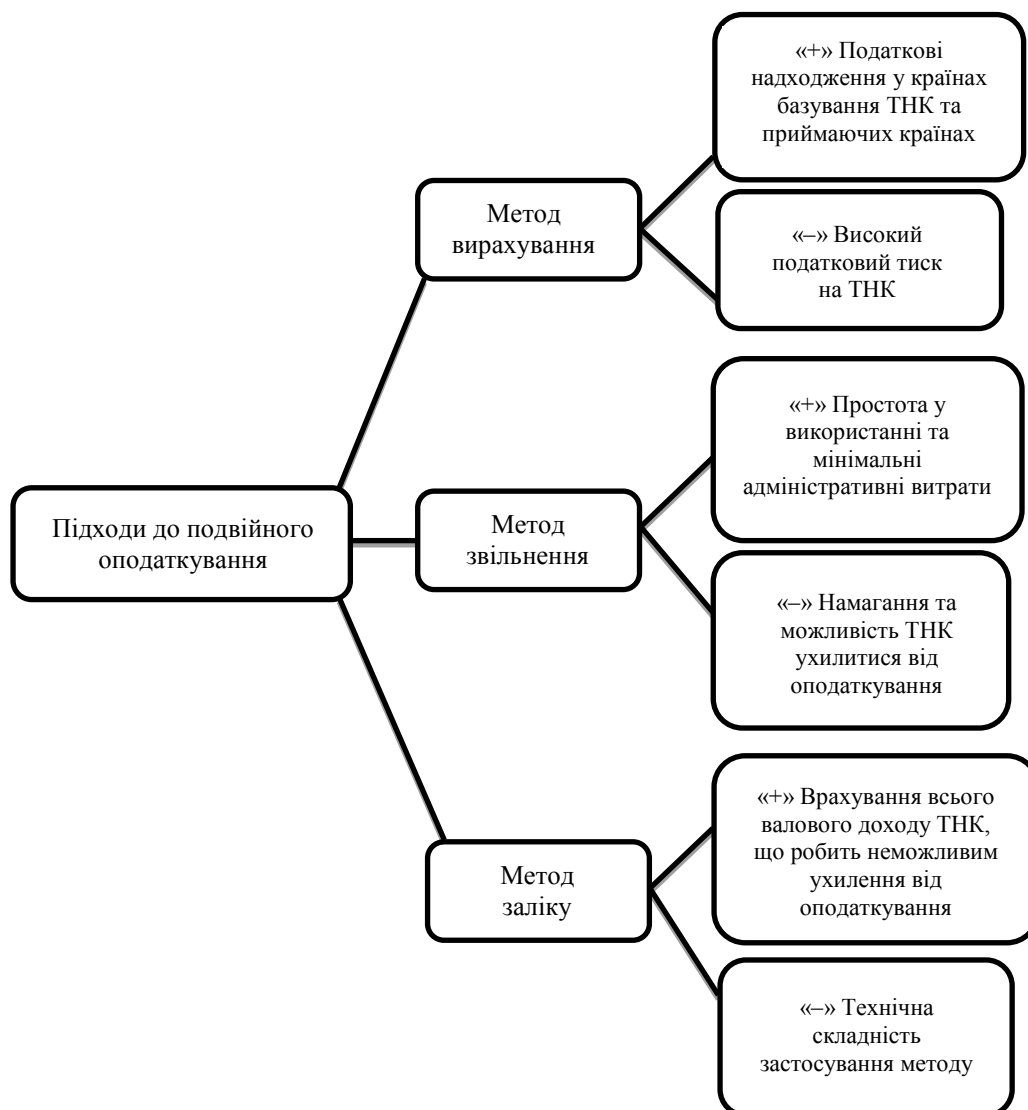 Підходи до подвійного
оподаткування
Метод
вирахування
«+» Податкові
надходження у країнах
базування ТНК та
приймаючих країнах
«–» Високий
податковий тиск
на ТНК
Метод
звільнення
«+» Простота у
використанні та
мінімальні
адміністративні витрати
«–» Намагання та
можливість ТНК
ухилитися від
оподаткування
Метод
заліку
«+» Врахування всього
валового доходу ТНК,
що робить неможливим
ухилення від
оподаткування
«–» Технічна
складність
застосування методу